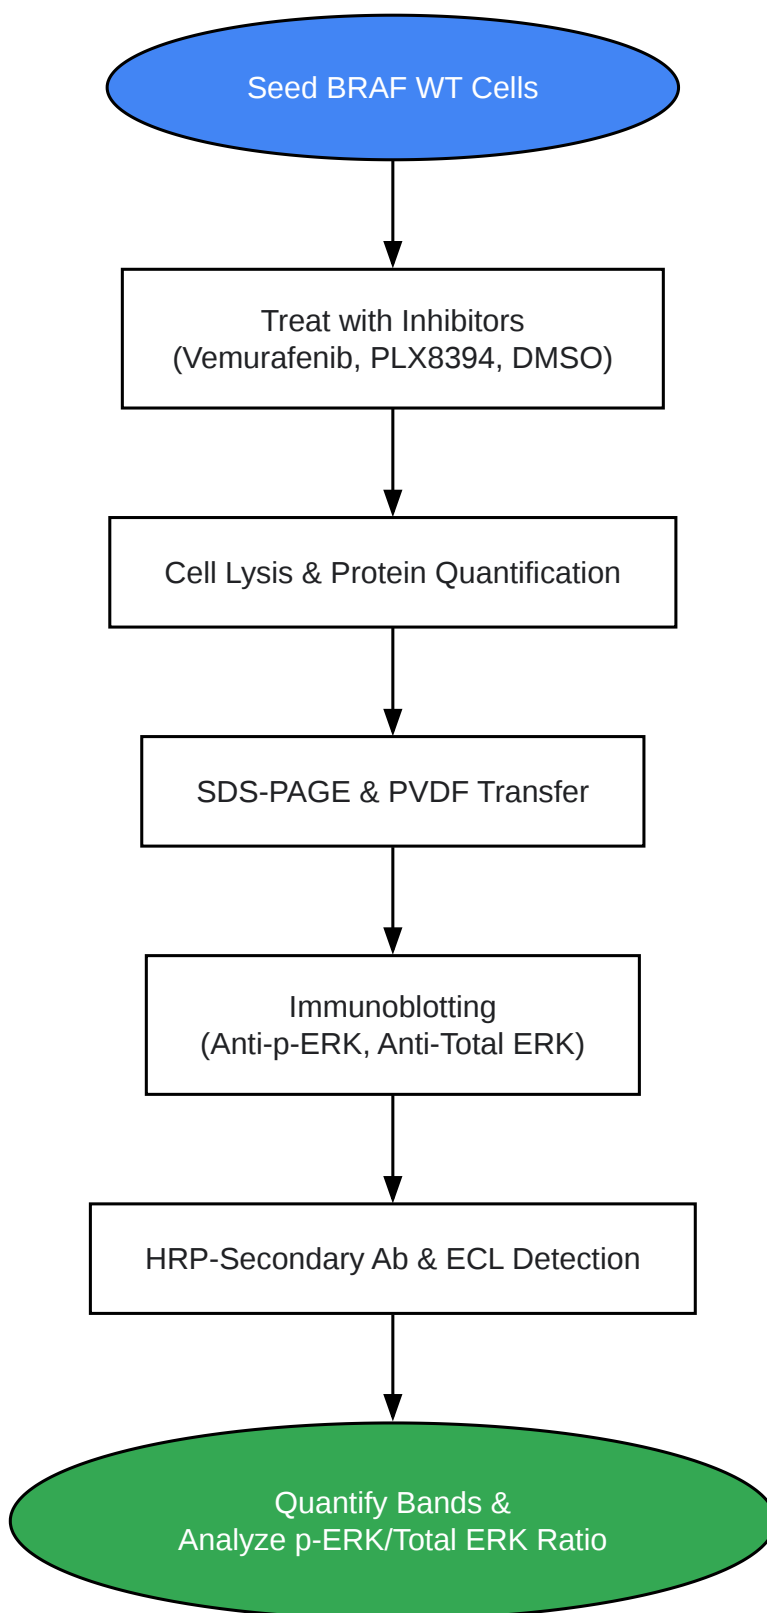 Seed BRAF WT Cells
Treat with Inhibitors
(Vemurafenib, PLX8394, DMSO)
Cell Lysis & Protein Quantification
SDS-PAGE & PVDF Transfer
Immunoblotting
(Anti-p-ERK, Anti-Total ERK)
HRP-Secondary Ab & ECL Detection
Quantify Bands &
Analyze p-ERK/Total ERK Ratio